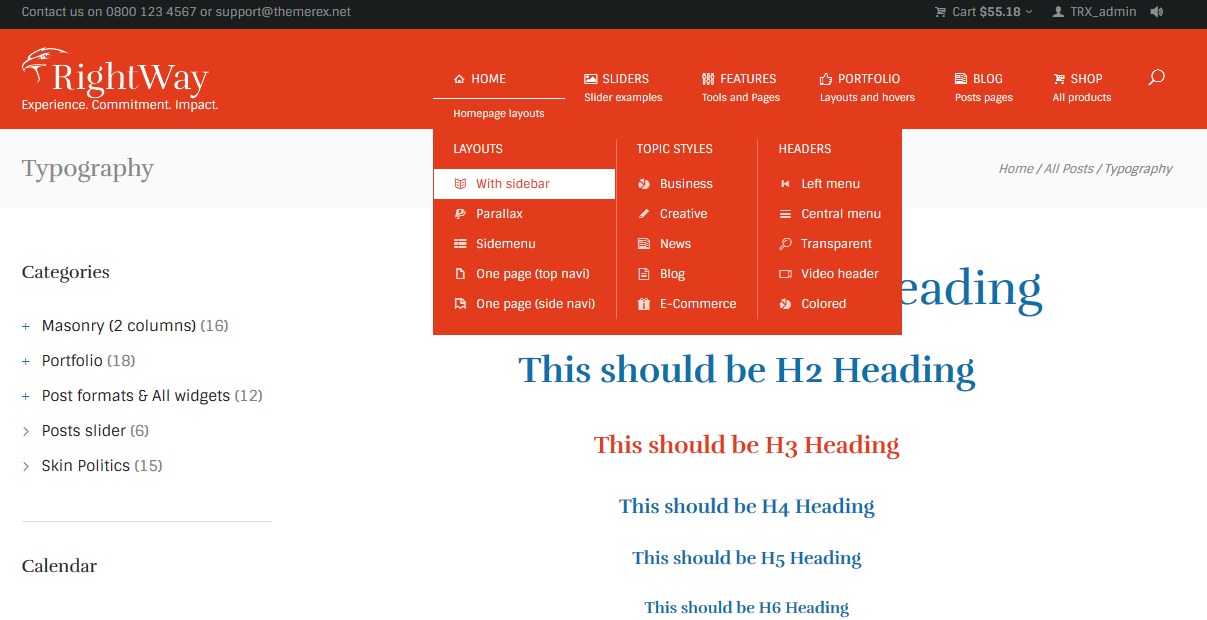 Contact us on 0800 123 4567 or support@themerex.net
Cart $55.18
TRX_admin
RightWay
Experience. Commitment. Impact.
HOME
Homepage layouts
SLIDERS
Slider examples
FEATURES
Tools and Pages
PORTFOLIO
Layouts and hovers
BLOG
Posts pages
SHOP
All products
LAYOUTS
With sidebar
Parallax
Sidemenu
One page (top navi)
One page (side navi)
TOPIC STYLES
Business
Creative
News
Blog
E-Commerce
HEADERS
Left menu
Central menu
Transparent
Video header
Colored
Typography
Home / All Posts / Typography
Categories
+ Masonry (2 columns) (16)
+ Portfolio (18)
+ Post formats & All widgets (12)
> Posts slider (6)
> Skin Politics (15)
Calendar
eading
This should be H2 Heading
This should be H3 Heading
This should be H4 Heading
This should be H5 Heading
This should be H6 Heading